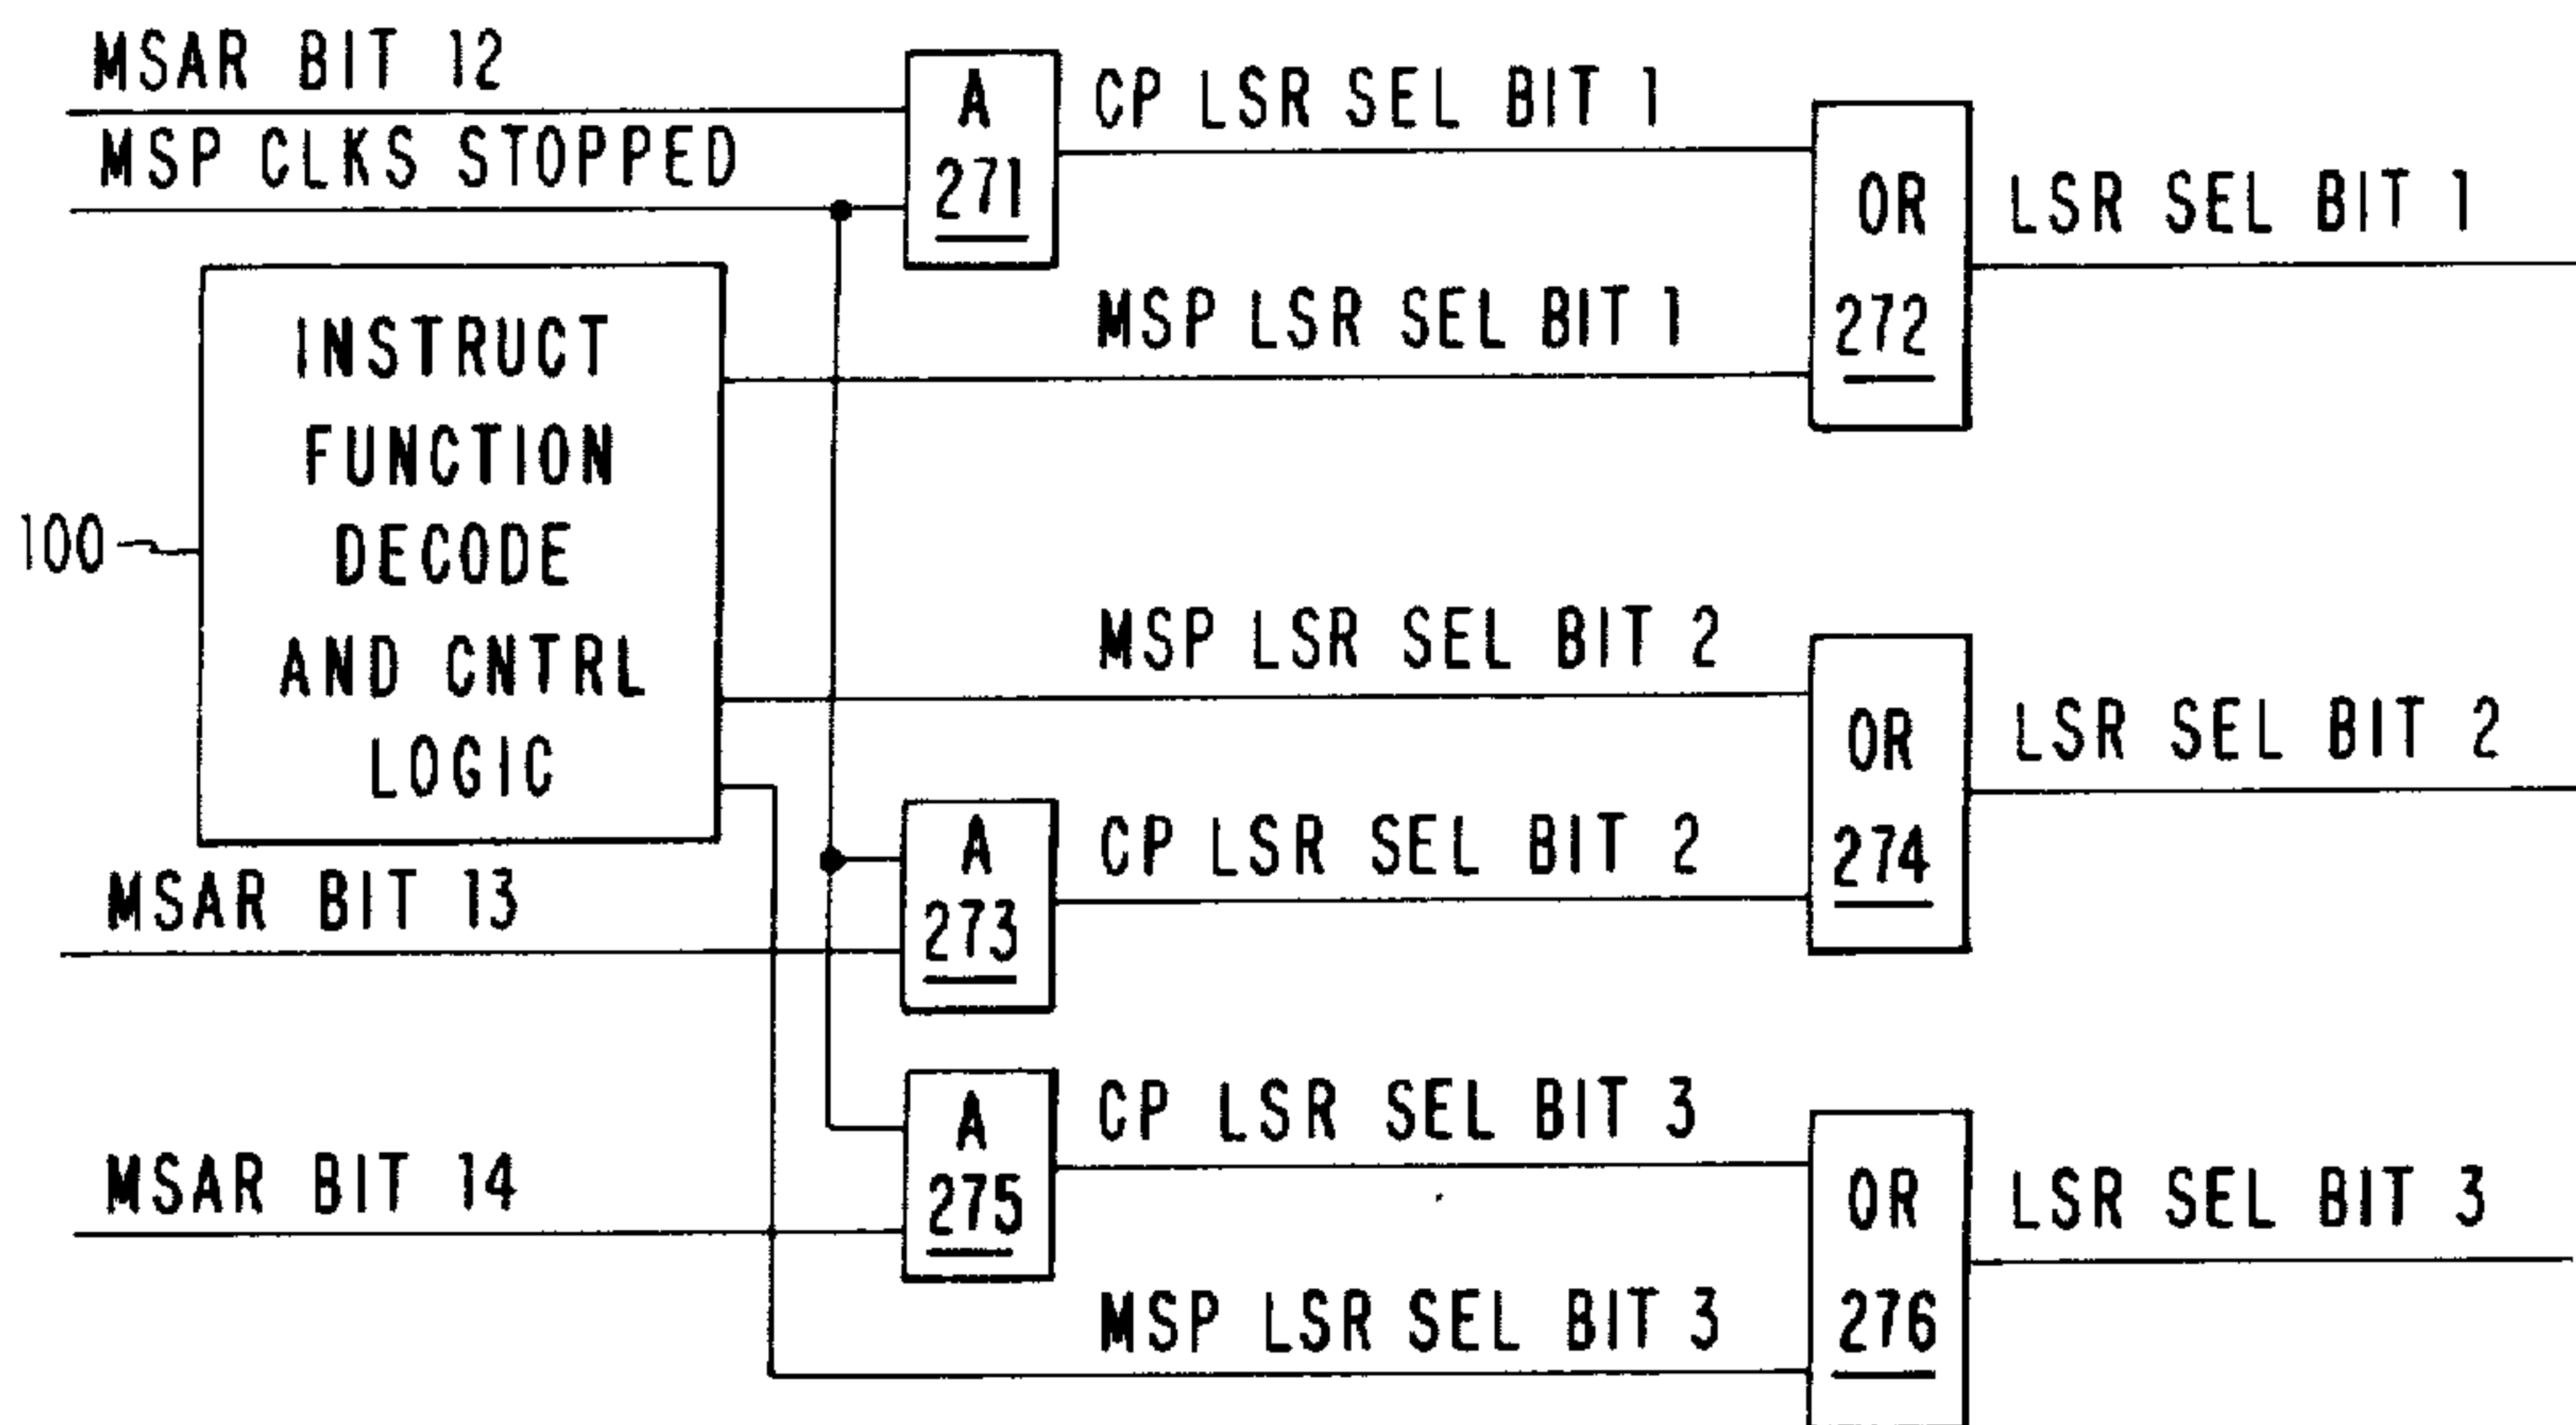 MSAR BIT 12
MSP CLKS STOPPED
A
271
CP LSR SEL BIT 1
MSP LSR SEL BIT 1
OR
272
LSR SEL BIT 1
100
INSTRUCT
FUNCTION
DECODE
AND CNTRL
LOGIC
MSP LSR SEL BIT 2
OR
274
LSR SEL BIT 2
MSAR BIT 13
A
273
CP LSR SEL BIT 2
MSAR BIT 14
A
275
CP LSR SEL BIT 3
MSP LSR SEL BIT 3
OR
276
LSR SEL BIT 3